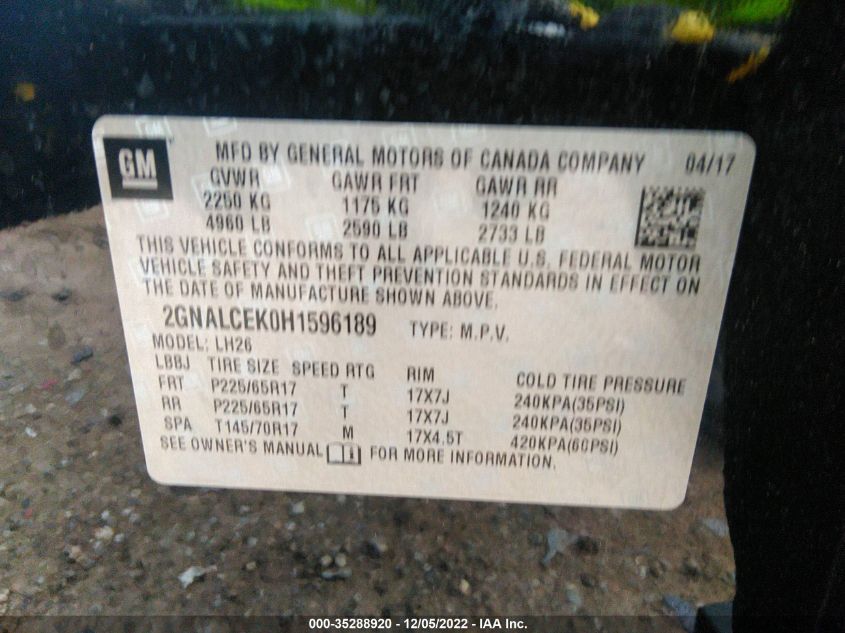 GM
MFD BY GENERAL MOTORS OF CANADA COMPANY 04/17
GVWR GAWR FRT GAWR RR
2250 KG 1175 KG 1240 KG
4960 LB 2590 LB 2733 LB
THIS VEHICLE CONFORMS TO ALL APPLICABLE U.S. FEDERAL MOTOR
VEHICLE SAFETY AND THEFT PREVENTION STANDARDS IN EFFECT ON
THE DATE OF MANUFACTURE SHOWN ABOVE.
2GNALCEK0H1596189 TYPE: M.P.V.
MODEL: LH26
LBBJ TIRE SIZE SPEED RTG RIM COLD TIRE PRESSURE
FRT P225/65R17 T 17X7J 240KPA(35PSI)
RR P225/65R17 T 17X7J 240KPA(35PSI)
SPA T145/70R17 M 17X4.5T 420KPA(60PSI)
SEE OWNER'S MANUAL FOR MORE INFORMATION.
000-35288920 - 12/05/2022 - IAA Inc.